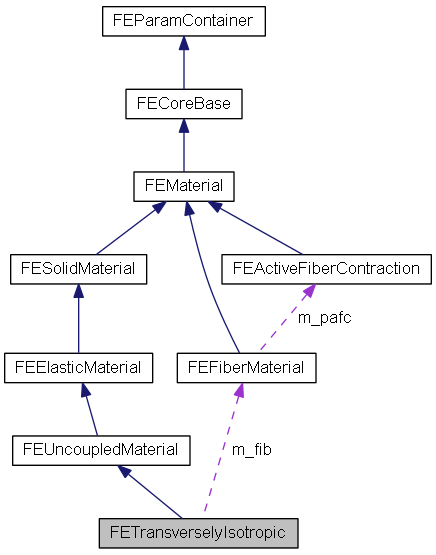 FEParamContainer
FECoreBase
FEMaterial
FESolidMaterial
FEActiveFiberContraction
m_pafc
FEElasticMaterial
FEFiberMaterial
FEUncoupledMaterial
m_fib
FETransverselyIsotropic